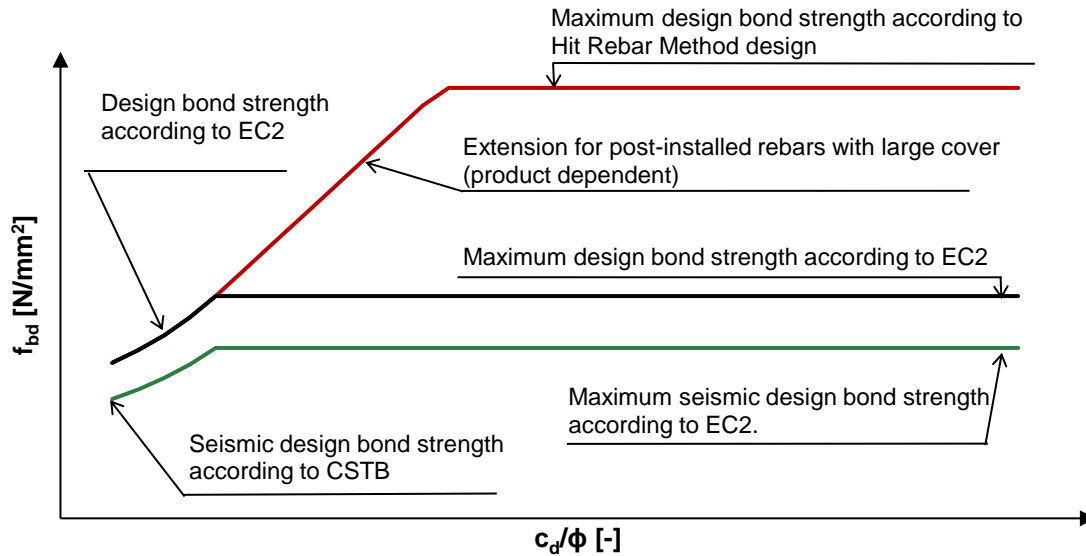 Maximum design bond strength according to
Hit Rebar Method design
Design bond strength
according to EC2
Extension for post-installed rebars with large cover
(product dependent)
Maximum design bond strength according to EC2
f_bd [N/mm²]
Maximum seismic design bond strength
according to EC2.
Seismic design bond strength
according to CSTB
c_d/ϕ [-]